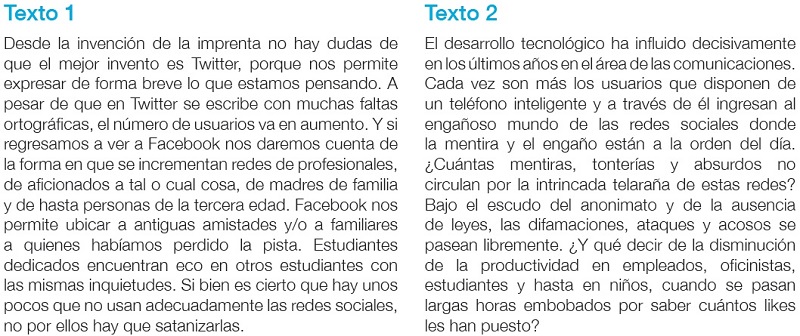 Texto 1
Desde la invención de la imprenta no hay dudas de
que el mejor invento es Twitter, porque nos permite
expresar de forma breve lo que estamos pensando. A
pesar de que en Twitter se escribe con muchas faltas
ortográficas, el número de usuarios va en aumento. Y si
regresamos a ver a Facebook nos daremos cuenta de
la forma en que se incrementan redes de profesionales,
de aficionados a tal o cual cosa, de madres de familia
y de hasta personas de la tercera edad. Facebook nos
permite ubicar a antiguas amistades y/o a familiares
a quienes habíamos perdido la pista. Estudiantes
dedicados encuentran eco en otros estudiantes con
las mismas inquietudes. Si bien es cierto que hay unos
pocos que no usan adecuadamente las redes sociales,
no por ellos hay que satanizarlas.
Texto 2
El desarrollo tecnológico ha influido decisivamente
en los últimos años en el área de las comunicaciones.
Cada vez son más los usuarios que disponen de
un teléfono inteligente y a través de él ingresan al
engañoso mundo de las redes sociales donde
la mentira y el engaño están a la orden del día.
¿Cuántas mentiras, tonterías y absurdos no
circulan por la intrincada telaraña de estas redes?
Bajo el escudo del anonimato y de la ausencia
de leyes, las difamaciones, ataques y acosos se
pasean libremente. ¿Y qué decir de la disminución
de la productividad en empleados, oficinistas,
estudiantes y hasta en niños, cuando se pasan
largas horas embobados por saber cuántos likes
les han puesto?